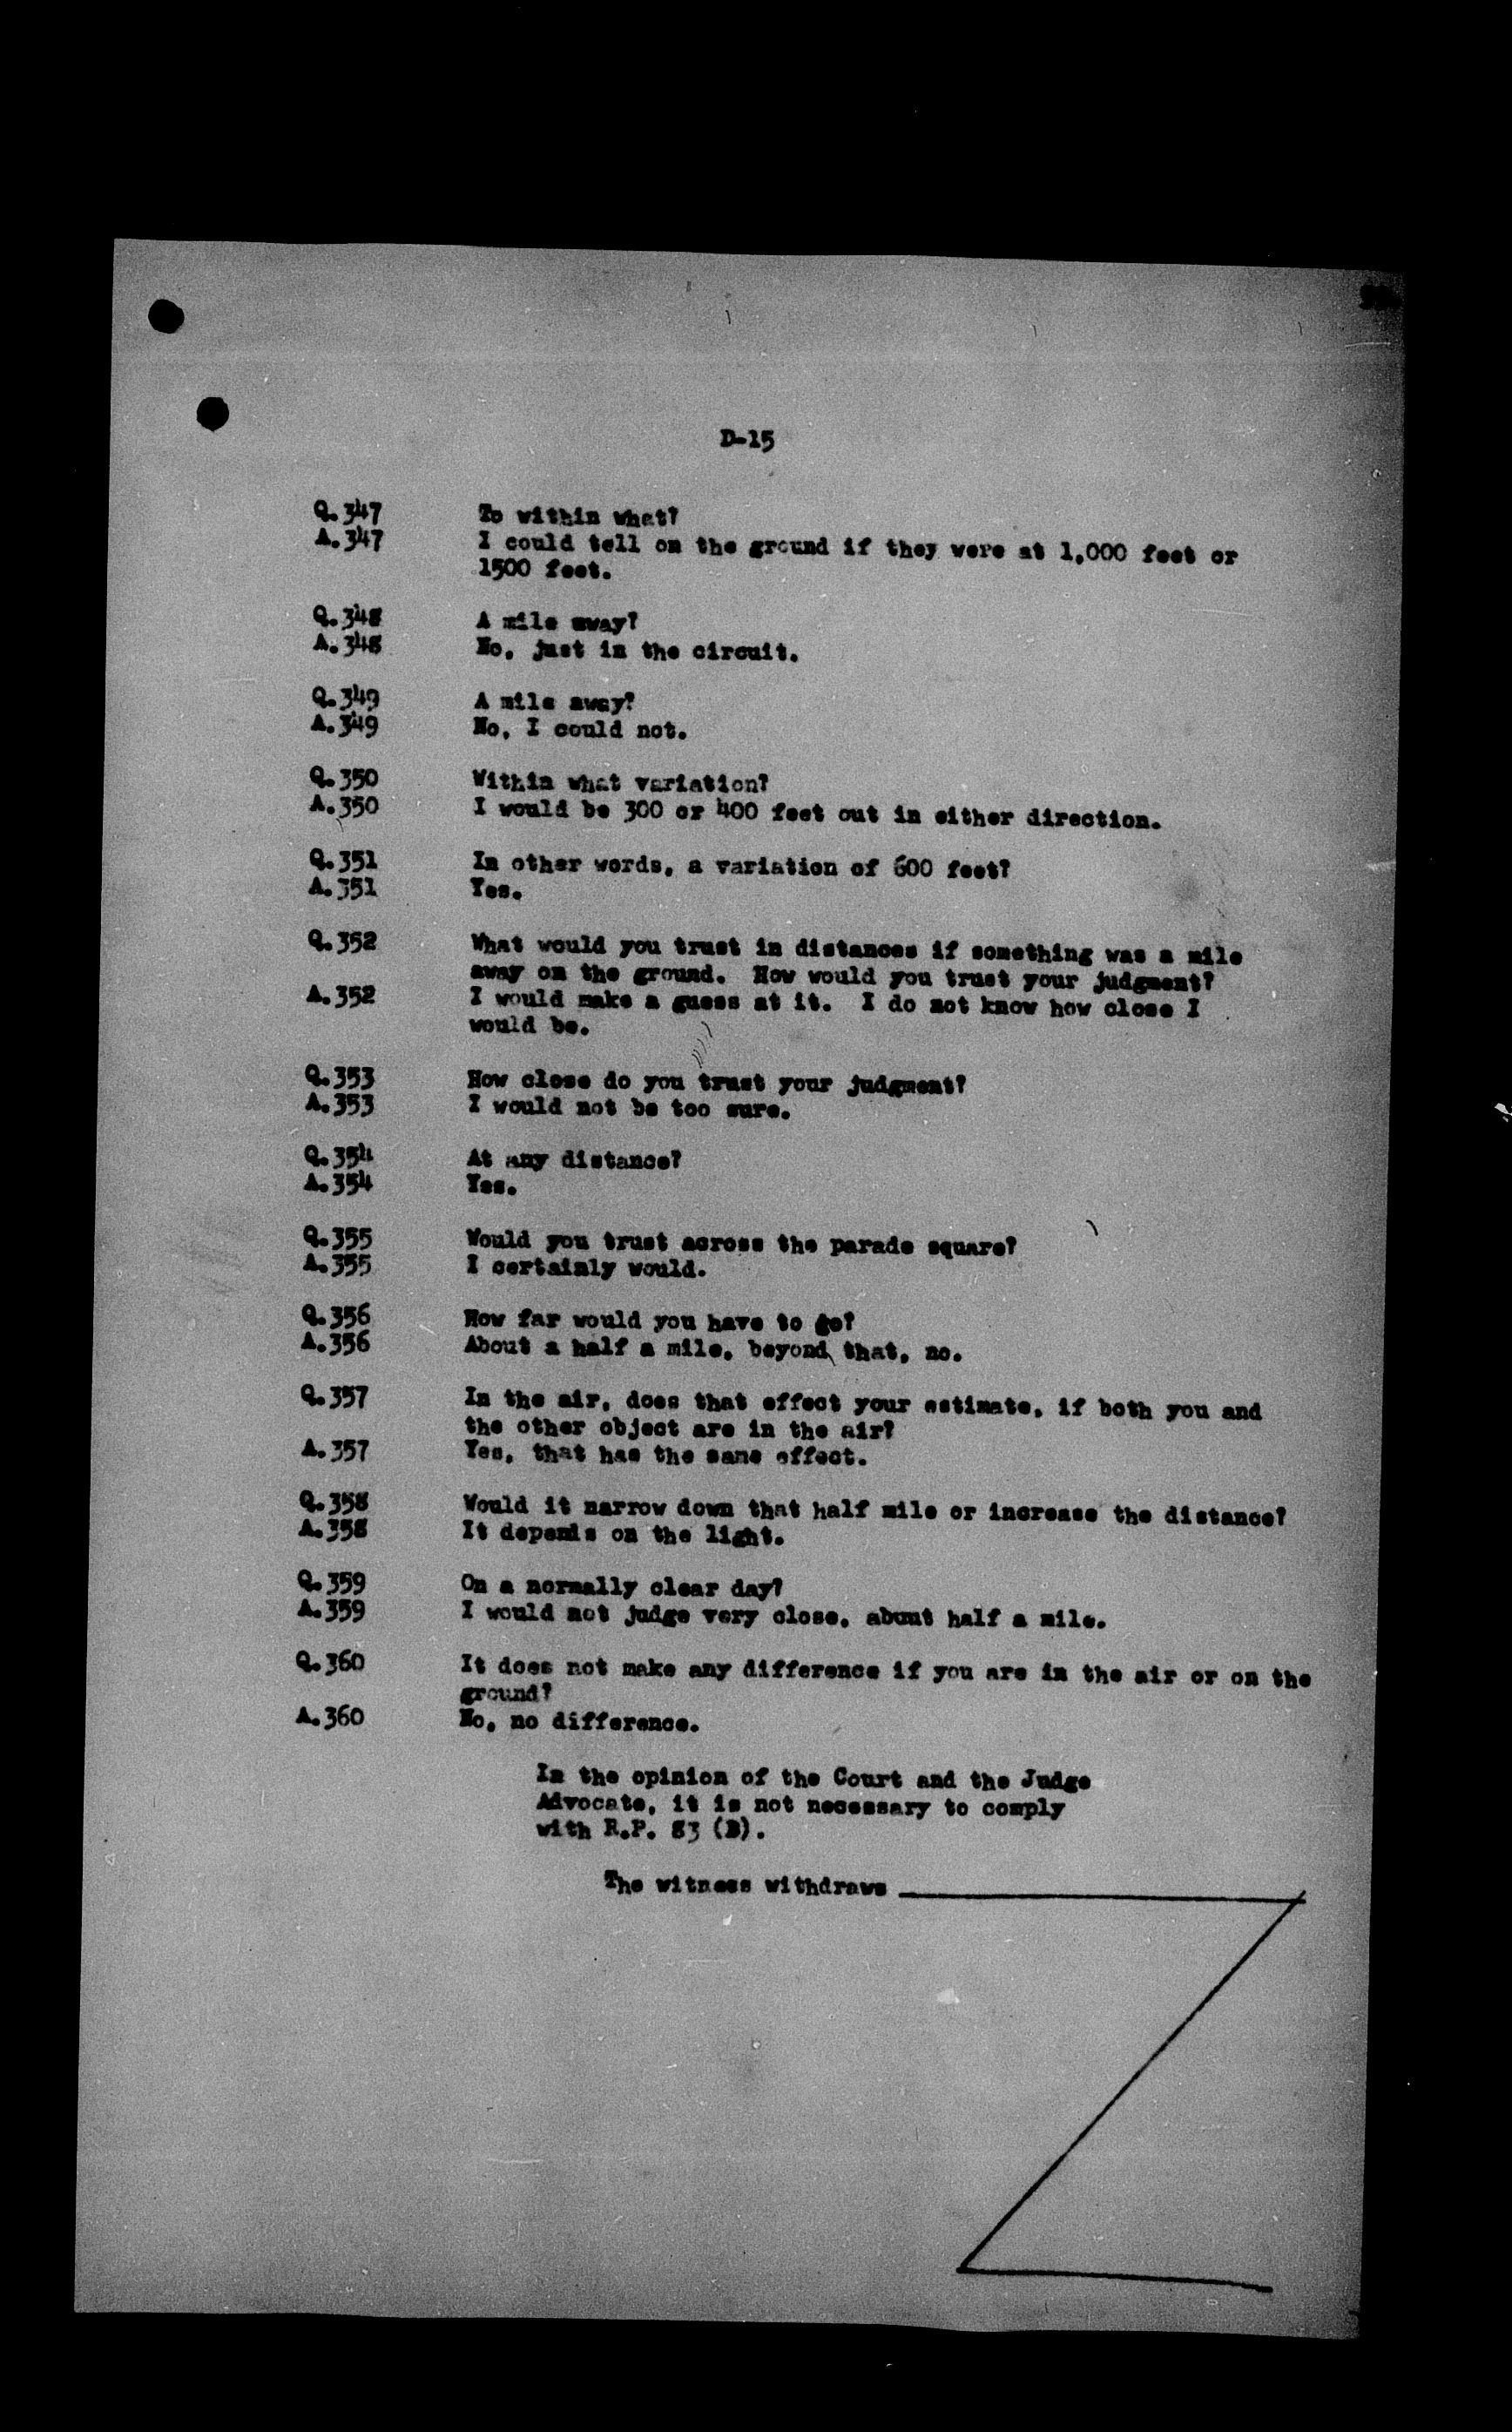 D-15
Q.347 To within what?
A.347 I could tell on the ground if they were at 1,000 feet or
1500 feet.
Q.348 A mile away?
A.348 No, just in the circuit.
Q.349 A mile away?
A.349 No, I could not.
Q.350 Within what variation?
A.350 I would be 300 or 400 feet out in either direction.
Q.351 In other words, a variation of 600 feet?
A.351 Yes.
Q.352 What would you trust in distances if something was a mile
away on the ground. How would you trust your judgment?
A.352 I would make a guess at it. I do not know how close I
would be.
Q.353 How close do you trust your judgment?
A.353 I would not be too sure.
Q.354 At any distance?
A.354 Yes.
Q.355 Would you trust across the parade square?
A.355 I certainly would.
Q.356 How far would you have to go?
A.356 About a half a mile, beyond that, no.
Q.357 In the air, does that effect your estimate, if both you and
the other object are in the air?
A.357 Yes, that has the same effect.
Q.358 Would it narrow down that half mile or increase the distance?
A.358 It depends on the light.
Q.359 On a normally clear day?
A.359 I would not judge very close, abunt half a mile.
Q.360 It does not make any difference if you are in the air or on the
ground?
A.360 No, no difference.
In the opinion of the Court and the Judge
Advocate, it is not necessary to comply
with R.P. 83 (B).
The witness withdraws